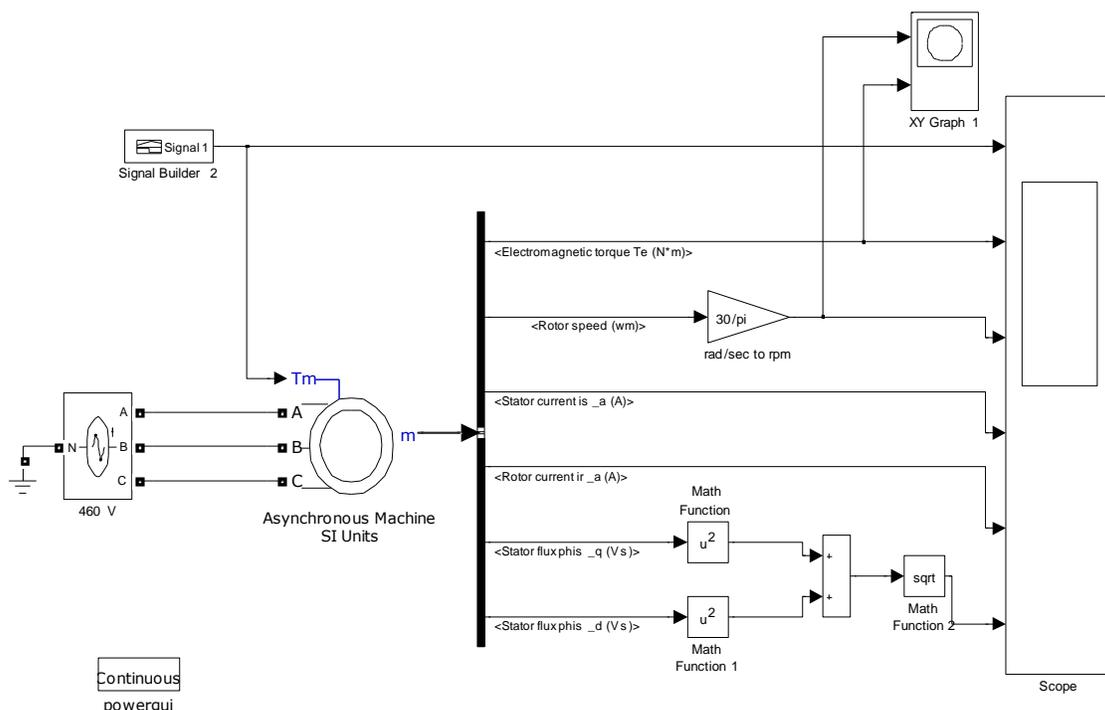 XY Graph 1
Signal 1
Signal Builder 2
<Electromagnetic torque Te (N*m)>
30/pi
<Rotor speed (wm)>
rad/sec to rpm
Tm
<Stator current is _a (A)>
A
A
m
N
B
B
C
C
<Rotor current ir _a (A)>
460 V
Asynchronous Machine
SI Units
Math
Function
u²
<Stator flux phis _q (V s)>
+
+
sqrt
u²
<Stator flux phis _d (V s)>
Math
Function 2
Math
Function 1
Continuous
powergui
Scope